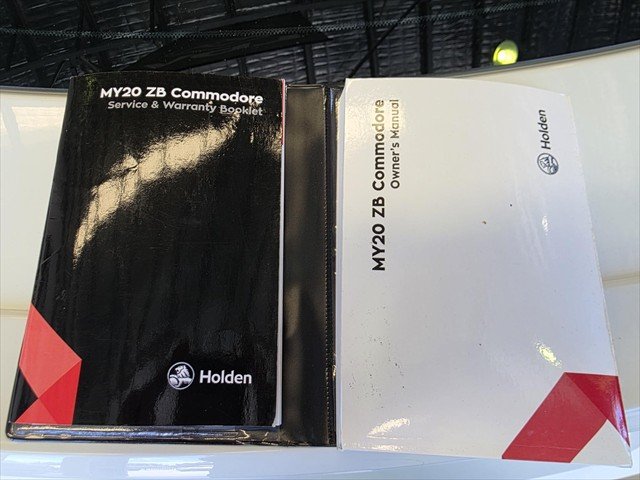 MY20 ZB Commodore
Service & Warranty Booklet
Holden
MY20 ZB Commodore
Owner's Manual
Holden